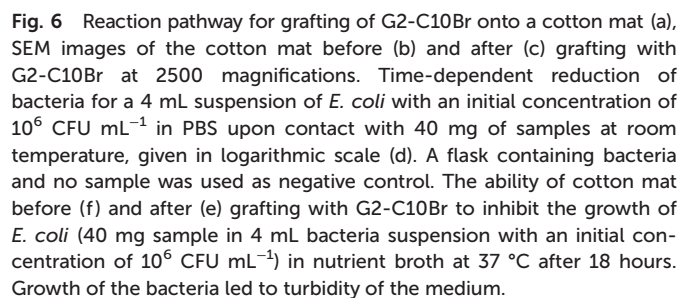 Fig. 6 Reaction pathway for grafting of G2-C10Br onto a cotton mat (a),
SEM images of the cotton mat before (b) and after (c) grafting with
G2-C10Br at 2500 magnifications. Time-dependent reduction of
bacteria for a 4 mL suspension of E. coli with an initial concentration of
10⁶ CFU mL⁻¹ in PBS upon contact with 40 mg of samples at room
temperature, given in logarithmic scale (d). A flask containing bacteria
and no sample was used as negative control. The ability of cotton mat
before (f) and after (e) grafting with G2-C10Br to inhibit the growth of
E. coli (40 mg sample in 4 mL bacteria suspension with an initial con-
centration of 10⁶ CFU mL⁻¹) in nutrient broth at 37 °C after 18 hours.
Growth of the bacteria led to turbidity of the medium.